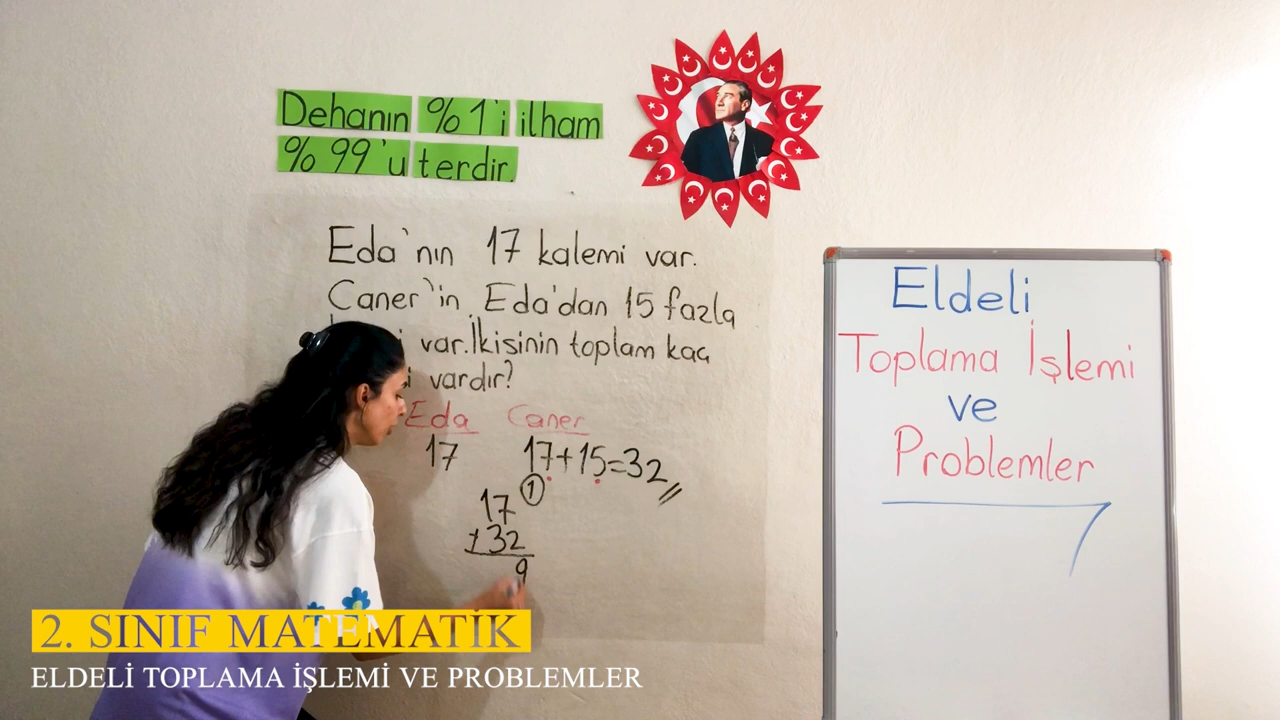 Dehanın %1'i ilham
%99'u terdir.
Eda'nın 17 kalemi var.
Caner'in Eda'dan 15 fazla
var. İkisinin toplam kaç
vardır?
Eda Caner
17 17+15=32
1
17
+ 32
9
Eldeli
Toplama İşlemi
ve
Problemler
2. SINIF MATEMATİK
ELDELİ TOPLAMA İŞLEMİ VE PROBLEMLER